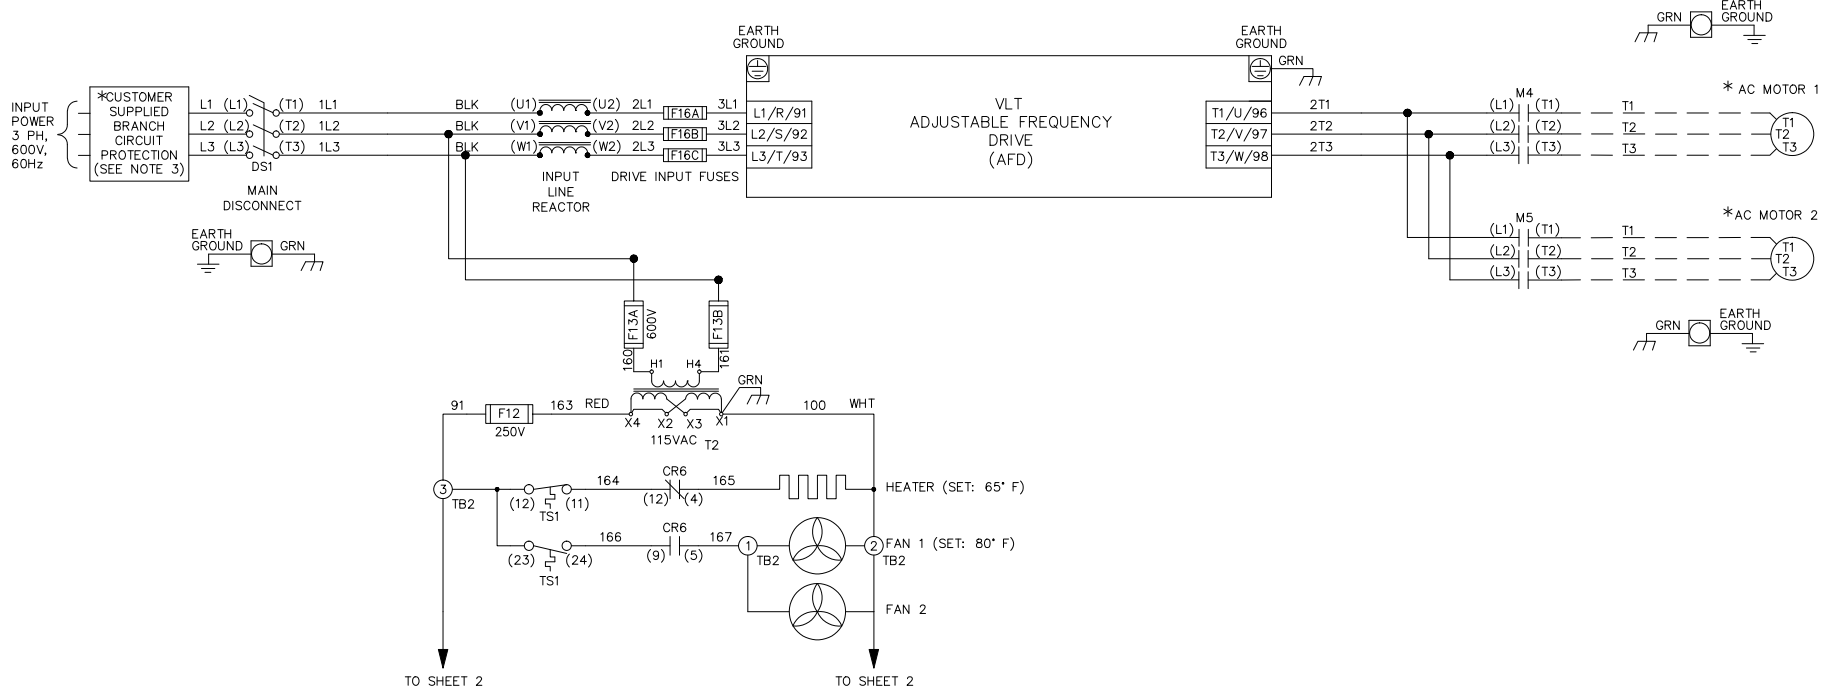 INPUT
POWER
3 PH,
600V,
60Hz
*CUSTOMER
SUPPLIED
BRANCH
CIRCUIT
PROTECTION
(SEE NOTE 3)
L1 (L1) (T1) 1L1
L2 (L2) (T2) 1L2
L3 (L3) (T3) 1L3
DS1
MAIN
DISCONNECT
EARTH
GROUND
GRN
BLK (U1) (U2) 2L1 F16A 3L1
BLK (V1) (V2) 2L2 F16B 3L2
BLK (W1) (W2) 2L3 F16C 3L3
INPUT
LINE
REACTOR
DRIVE INPUT FUSES
EARTH
GROUND
L1/R/91
L2/S/92
L3/T/93
VLT
ADJUSTABLE FREQUENCY
DRIVE
(AFD)
EARTH
GROUND
GRN
T1/U/96
T2/V/97
T3/W/98
2T1
2T2
2T3
M4
(L1) (T1) T1
(L2) (T2) T2
(L3) (T3) T3
GRN
EARTH
GROUND
* AC MOTOR 1
T1
T2
T3
M5
(L1) (T1) T1
(L2) (T2) T2
(L3) (T3) T3
*AC MOTOR 2
T1
T2
T3
GRN
EARTH
GROUND
F13A
600V
F13B
160
161
H1 H4
GRN
91 F12 163 RED
250V
X4 X2 X3 X1
115VAC T2
100 WHT
3
TB2
(12) (11)
TS1
164
CR6
(12) (4)
165
HEATER (SET: 65° F)
(23) (24)
TS1
166
CR6
(9) (5)
167
1
TB2
2
TB2
FAN 1 (SET: 80° F)
FAN 2
TO SHEET 2
TO SHEET 2